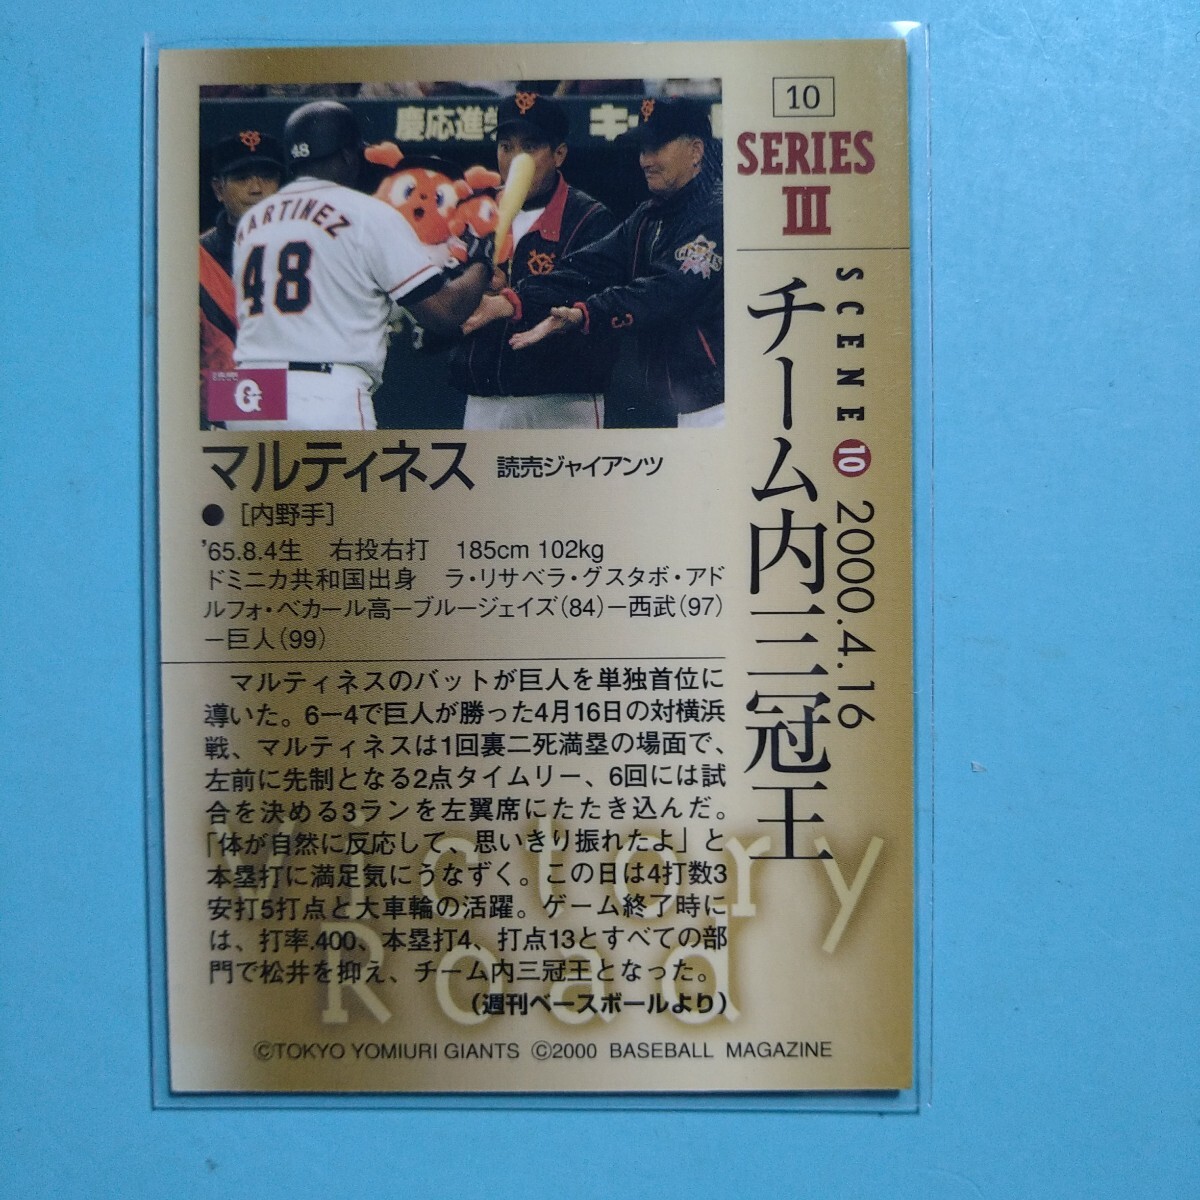 10
SERIES
III
SCENE 10 2000.4.16
チーム内三冠王
慶応進学
キ
48
MARTINEZ
48
G
マルティネス 読売ジャイアンツ
● [内野手]
'65.8.4生 右投右打 185cm 102kg
ドミニカ共和国出身 ラ・リサベラ・グスタボ・アド
ルフォ・ベカール高ーブルージェイズ(84)ー西武(97)
ー巨人(99)
マルティネスのバットが巨人を単独首位に
導いた。6ー4で巨人が勝った4月16日の対横浜
戦、マルティネスは1回裏二死満塁の場面で、
左前に先制となる2点タイムリー、6回には試
合を決める3ランを左翼席にたたき込んだ。
「体が自然に反応して、思いきり振れたよ」と
本塁打に満足気にうなずく。この日は4打数3
安打5打点と大車輪の活躍。ゲーム終了時に
は、打率.400、本塁打4、打点13とすべての部
門で松井を抑え、チーム内三冠王となった。
（週刊ベースボールより）
Victory
Road
©TOKYO YOMIURI GIANTS ©2000 BASEBALL MAGAZINE